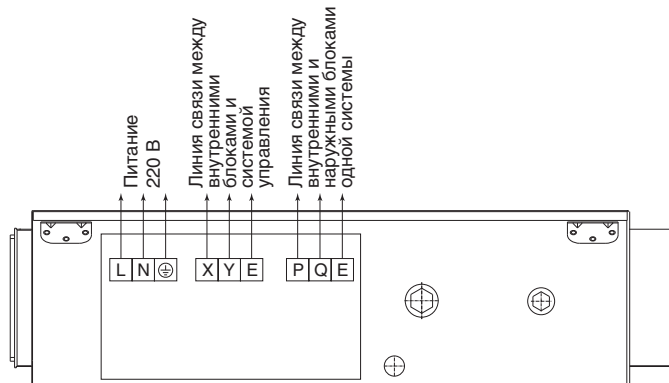 Питание
220 В
Линия связи между
внутренними
блоками и
системой
управления
Линия связи между
внутренними и
наружными блоками
одной системы
L N
X Y E
P Q E